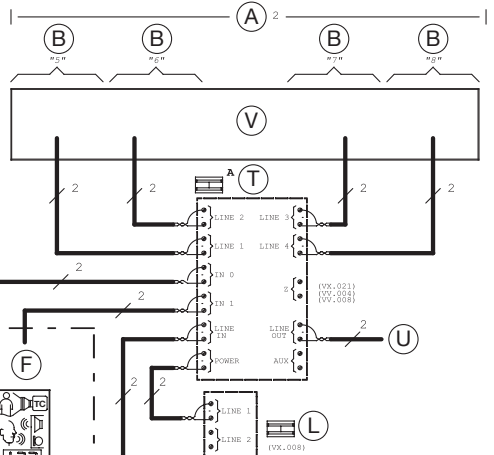 A 2
B B B B
"5" "6" "7" "8"
V
A T
2 2 2 2
LINE 2 LINE 3
LINE 1 LINE 4
2 IN 0 Z (VX.021)
(VV.004)
(VV.008)
2 IN 1
LINE IN LINE OUT 2 U
F POWER AUX
2 2
TC
LINE 1 L
LINE 2 (VX.008)